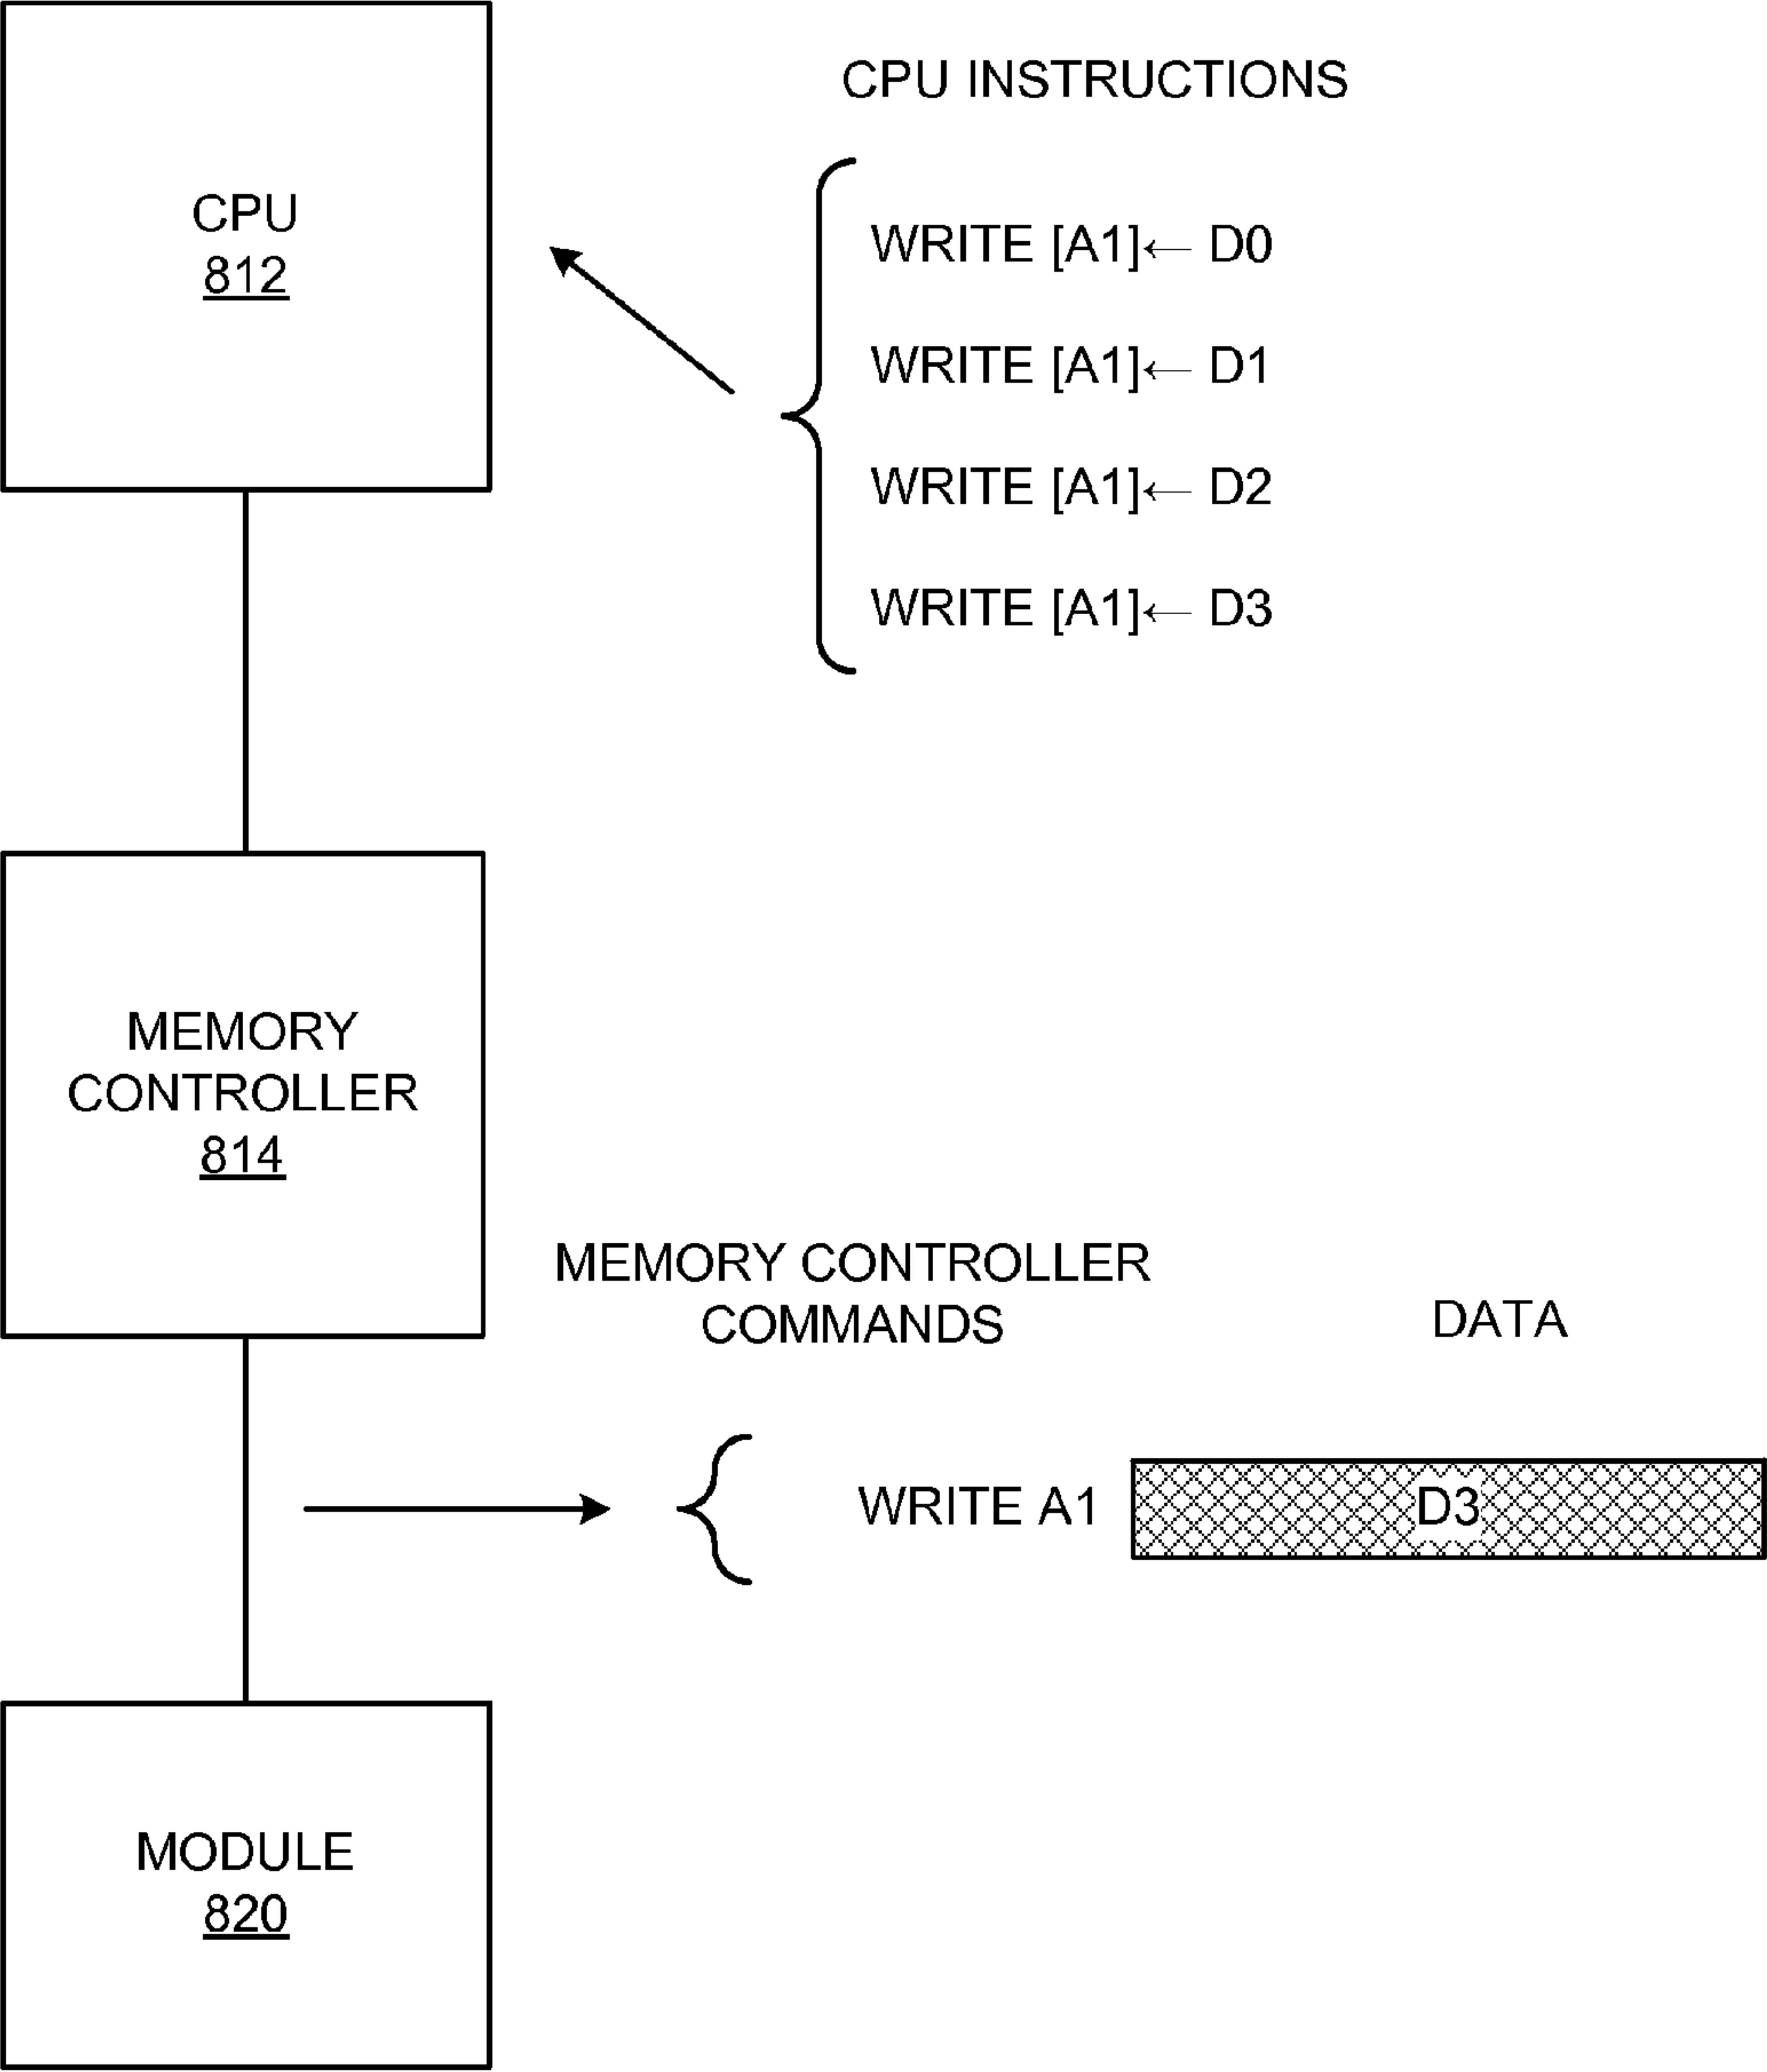 CPU INSTRUCTIONS
CPU
812
WRITE [A1]← D0
WRITE [A1]← D1
WRITE [A1]← D2
WRITE [A1]← D3
MEMORY
CONTROLLER
814
MEMORY CONTROLLER
COMMANDS
DATA
WRITE A1
D3
MODULE
820